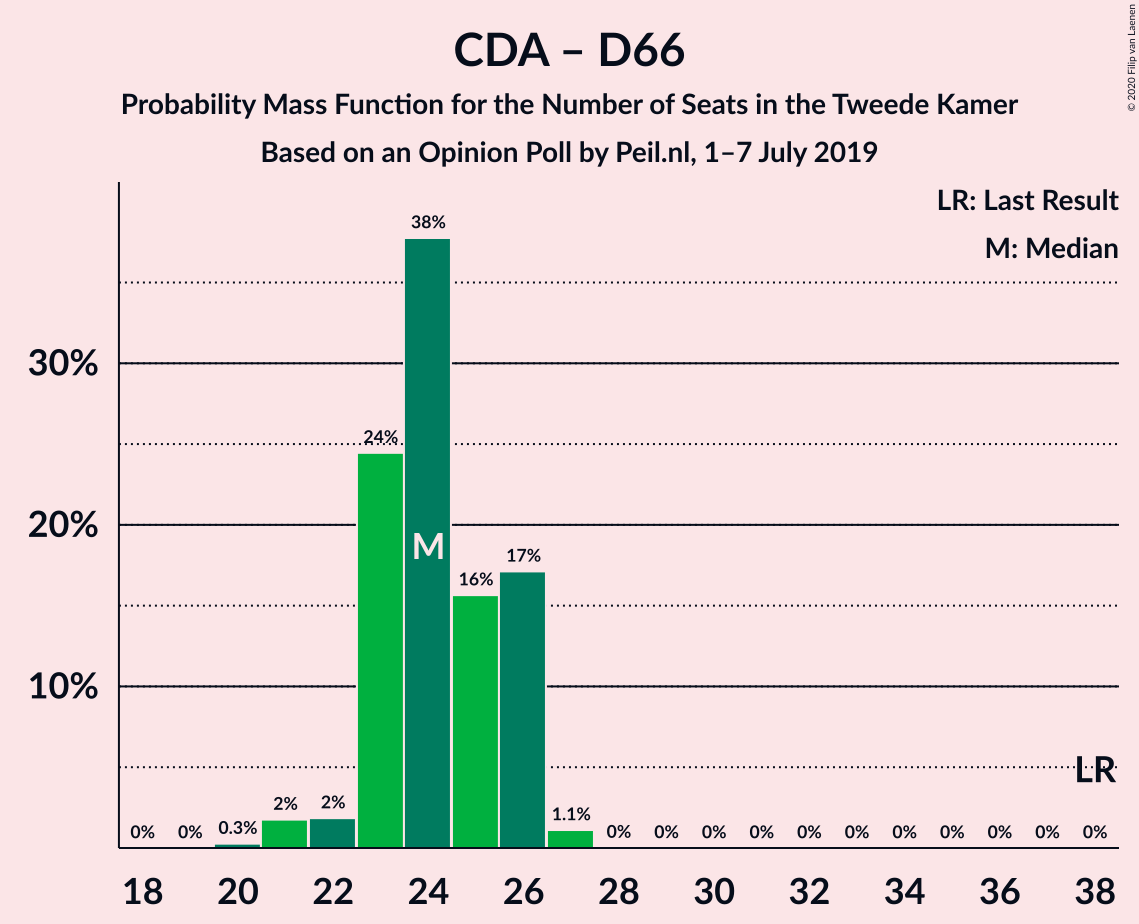 CDA – D66
Probability Mass Function for the Number of Seats in the Tweede Kamer
Based on an Opinion Poll by Peil.nl, 1–7 July 2019
© 2020 Filip van Laenen
LR: Last Result
M: Median
38%
30%
24%
20%
M
17%
16%
10%
LR
2%
2%
1.1%
0.3%
0% 0% 0% 0% 0% 0% 0% 0% 0% 0% 0% 0% 0%
18 20 22 24 26 28 30 32 34 36 38